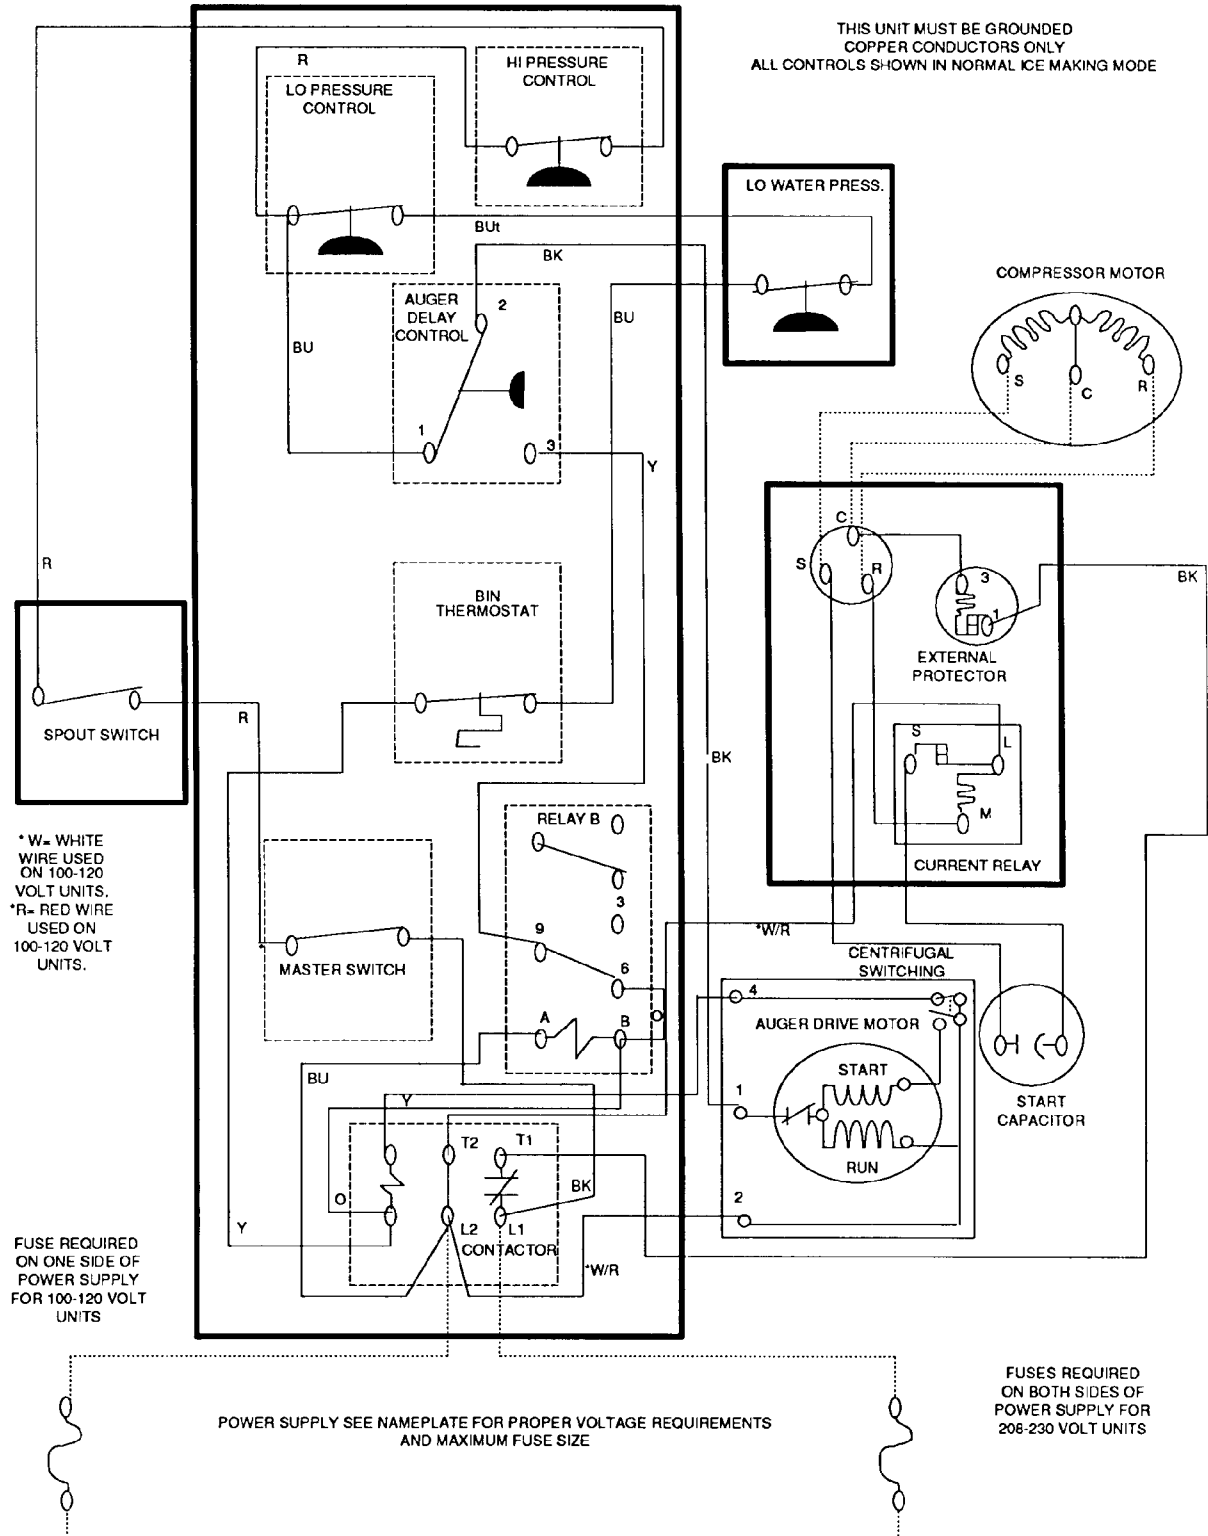 THIS UNIT MUST BE GROUNDED
COPPER CONDUCTORS ONLY
ALL CONTROLS SHOWN IN NORMAL ICE MAKING MODE
R
HI PRESSURE
CONTROL
LO PRESSURE
CONTROL
LO WATER PRESS.
BUt
BK
COMPRESSOR MOTOR
S
C
R
AUGER
DELAY
CONTROL
2
BU
BU
1
3
Y
R
C
S
R
3
1
BK
EXTERNAL
PROTECTOR
BIN
THERMOSTAT
SPOUT SWITCH
R
BK
S
L
M
CURRENT RELAY
* W= WHITE
WIRE USED
ON 100-120
VOLT UNITS.
*R= RED WIRE
USED ON
100-120 VOLT
UNITS.
RELAY B
3
9
6
A
B
O
MASTER SWITCH
*W/R
CENTRIFUGAL
SWITCHING
4
AUGER DRIVE MOTOR
START
RUN
1
2
START
CAPACITOR
BU
Y
T2
T1
O
BK
L2
L1
CONTACTOR
Y
*W/R
FUSE REQUIRED
ON ONE SIDE OF
POWER SUPPLY
FOR 100-120 VOLT
UNITS
POWER SUPPLY SEE NAMEPLATE FOR PROPER VOLTAGE REQUIREMENTS
AND MAXIMUM FUSE SIZE
FUSES REQUIRED
ON BOTH SIDES OF
POWER SUPPLY FOR
208-230 VOLT UNITS